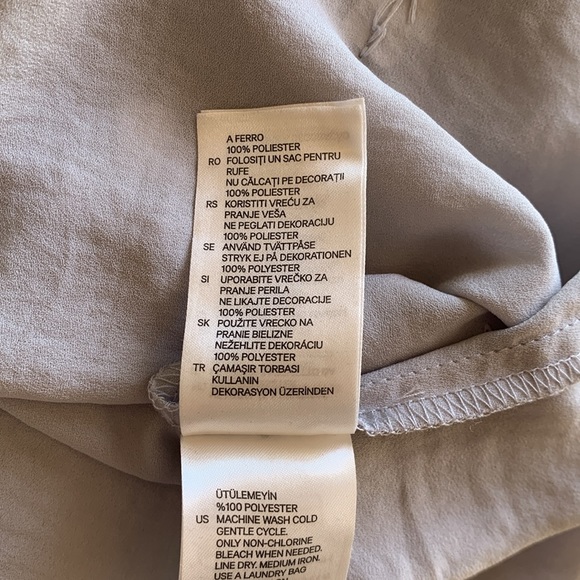 A FERRO
100% POLIESTER
RO FOLOSIȚI UN SAC PENTRU
RUFE
NU CĂLCAȚI PE DECORAȚII
100% POLIESTER
RS KORISTITI VREĆU ZA
PRANJE VEŠA
NE PEGLATI DEKORACIJU
100% POLIESTER
SE ANVÄND TVÄTTPÅSE
STRYK EJ PÅ DEKORATIONEN
100% POLYESTER
SI UPORABITE VREČKO ZA
PRANJE PERILA
NE LIKAJTE DECORACIJE
100% POLIESTER
SK POUŽITE VRECKO NA
PRANIE BIELIZNE
NEŽEHLITE DEKORÁCIU
100% POLYESTER
TR ÇAMAŞIR TORBASI
KULLANIN
DEKORASYON ÜZERİNDEN
ÜTÜLEMEYİN
%100 POLYESTER
US MACHINE WASH COLD
GENTLE CYCLE.
ONLY NON-CHLORINE
BLEACH WHEN NEEDED.
LINE DRY. MEDIUM IRON.
USE A LAUNDRY BAG